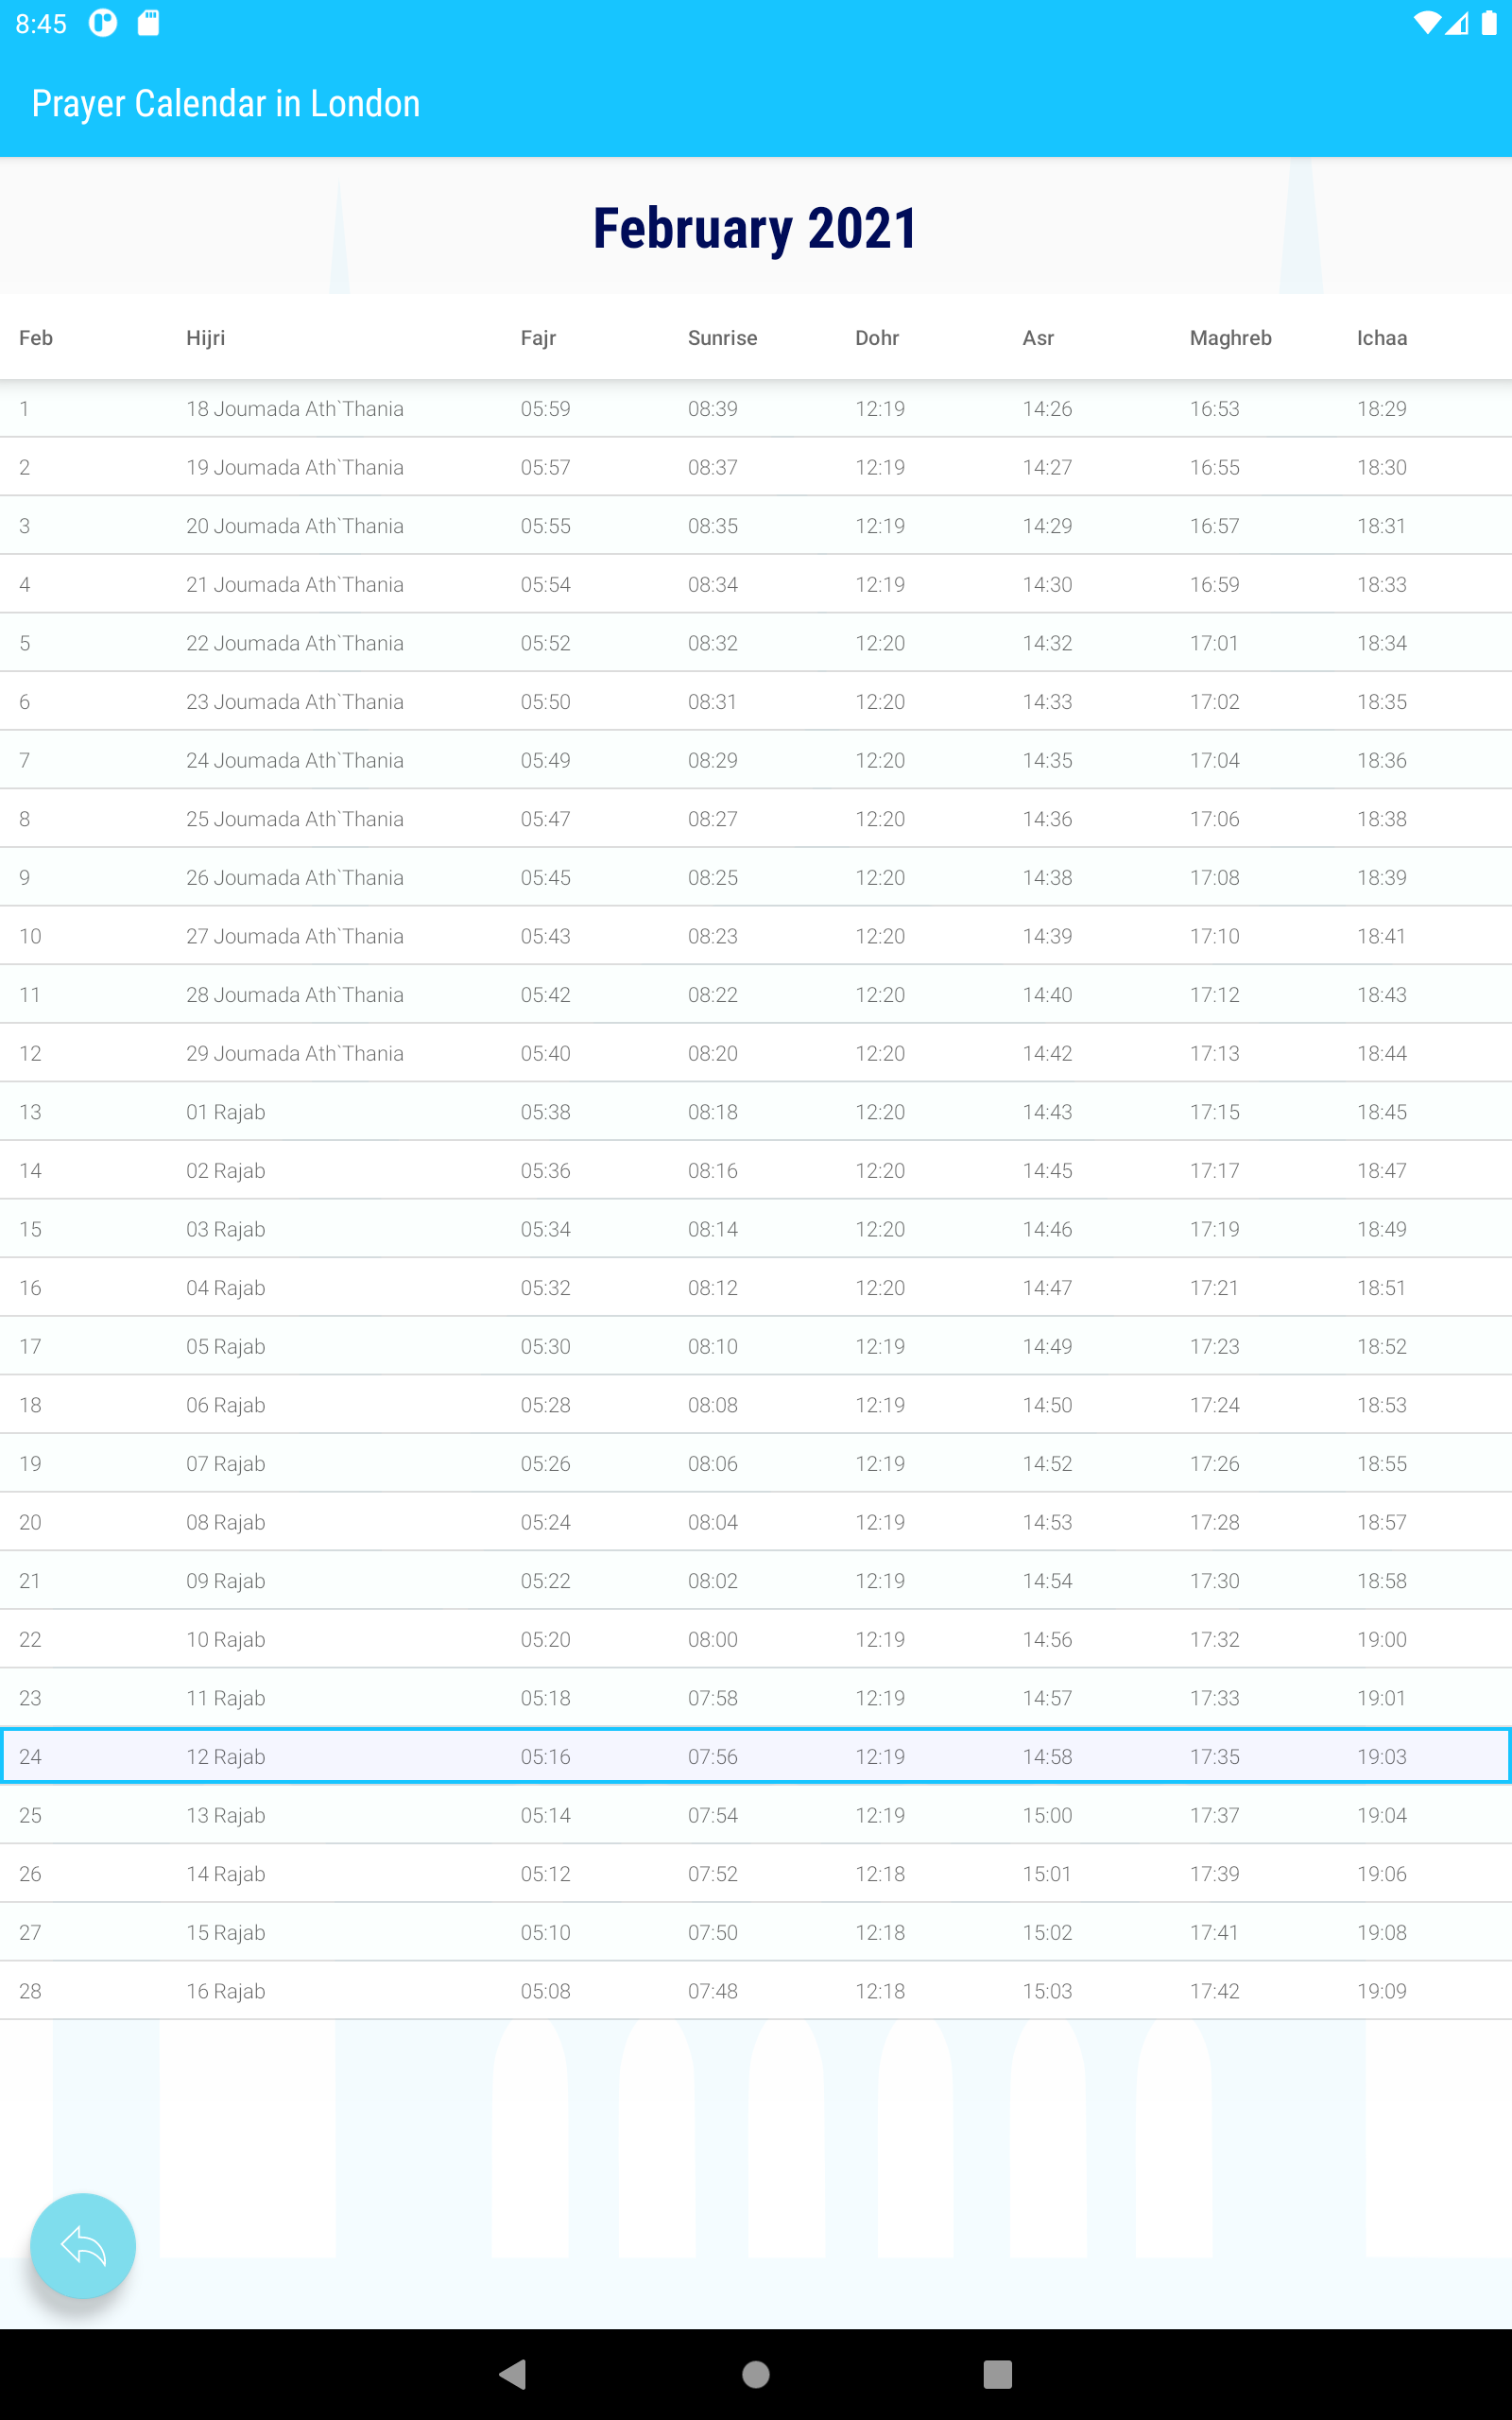 8:45
Prayer Calendar in London
February 2021
Feb Hijri Fajr Sunrise Dohr Asr Maghreb Ichaa
1 18 Joumada Ath`Thania 05:59 08:39 12:19 14:26 16:53 18:29
2 19 Joumada Ath`Thania 05:57 08:37 12:19 14:27 16:55 18:30
3 20 Joumada Ath`Thania 05:55 08:35 12:19 14:29 16:57 18:31
4 21 Joumada Ath`Thania 05:54 08:34 12:19 14:30 16:59 18:33
5 22 Joumada Ath`Thania 05:52 08:32 12:20 14:32 17:01 18:34
6 23 Joumada Ath`Thania 05:50 08:31 12:20 14:33 17:02 18:35
7 24 Joumada Ath`Thania 05:49 08:29 12:20 14:35 17:04 18:36
8 25 Joumada Ath`Thania 05:47 08:27 12:20 14:36 17:06 18:38
9 26 Joumada Ath`Thania 05:45 08:25 12:20 14:38 17:08 18:39
10 27 Joumada Ath`Thania 05:43 08:23 12:20 14:39 17:10 18:41
11 28 Joumada Ath`Thania 05:42 08:22 12:20 14:40 17:12 18:43
12 29 Joumada Ath`Thania 05:40 08:20 12:20 14:42 17:13 18:44
13 01 Rajab 05:38 08:18 12:20 14:43 17:15 18:45
14 02 Rajab 05:36 08:16 12:20 14:45 17:17 18:47
15 03 Rajab 05:34 08:14 12:20 14:46 17:19 18:49
16 04 Rajab 05:32 08:12 12:20 14:47 17:21 18:51
17 05 Rajab 05:30 08:10 12:19 14:49 17:23 18:52
18 06 Rajab 05:28 08:08 12:19 14:50 17:24 18:53
19 07 Rajab 05:26 08:06 12:19 14:52 17:26 18:55
20 08 Rajab 05:24 08:04 12:19 14:53 17:28 18:57
21 09 Rajab 05:22 08:02 12:19 14:54 17:30 18:58
22 10 Rajab 05:20 08:00 12:19 14:56 17:32 19:00
23 11 Rajab 05:18 07:58 12:19 14:57 17:33 19:01
24 12 Rajab 05:16 07:56 12:19 14:58 17:35 19:03
25 13 Rajab 05:14 07:54 12:19 15:00 17:37 19:04
26 14 Rajab 05:12 07:52 12:18 15:01 17:39 19:06
27 15 Rajab 05:10 07:50 12:18 15:02 17:41 19:08
28 16 Rajab 05:08 07:48 12:18 15:03 17:42 19:09